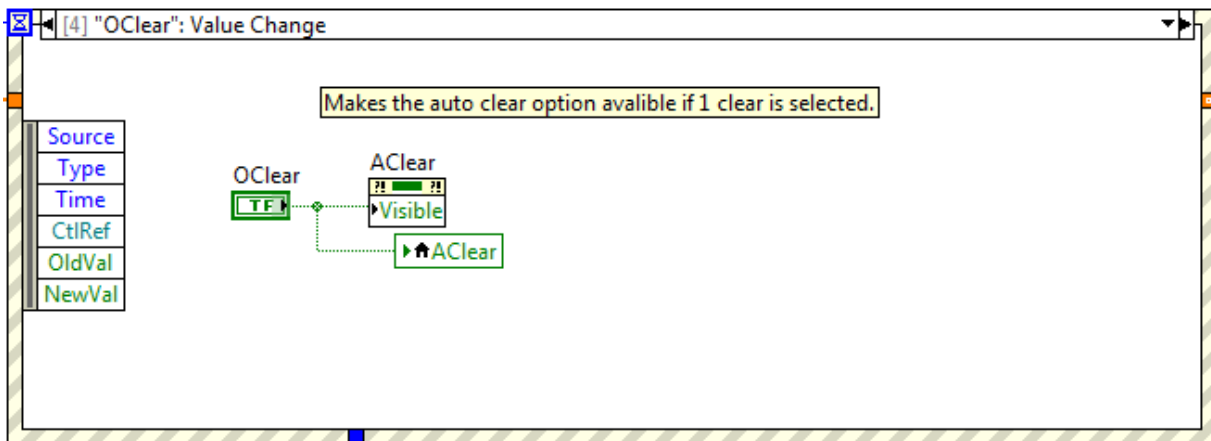 [4] "OClear": Value Change
Makes the auto clear option avalible if 1 clear is selected.
Source
Type
Time
CtlRef
OldVal
NewVal
OClear
TF
AClear
?! ?!
Visible
AClear